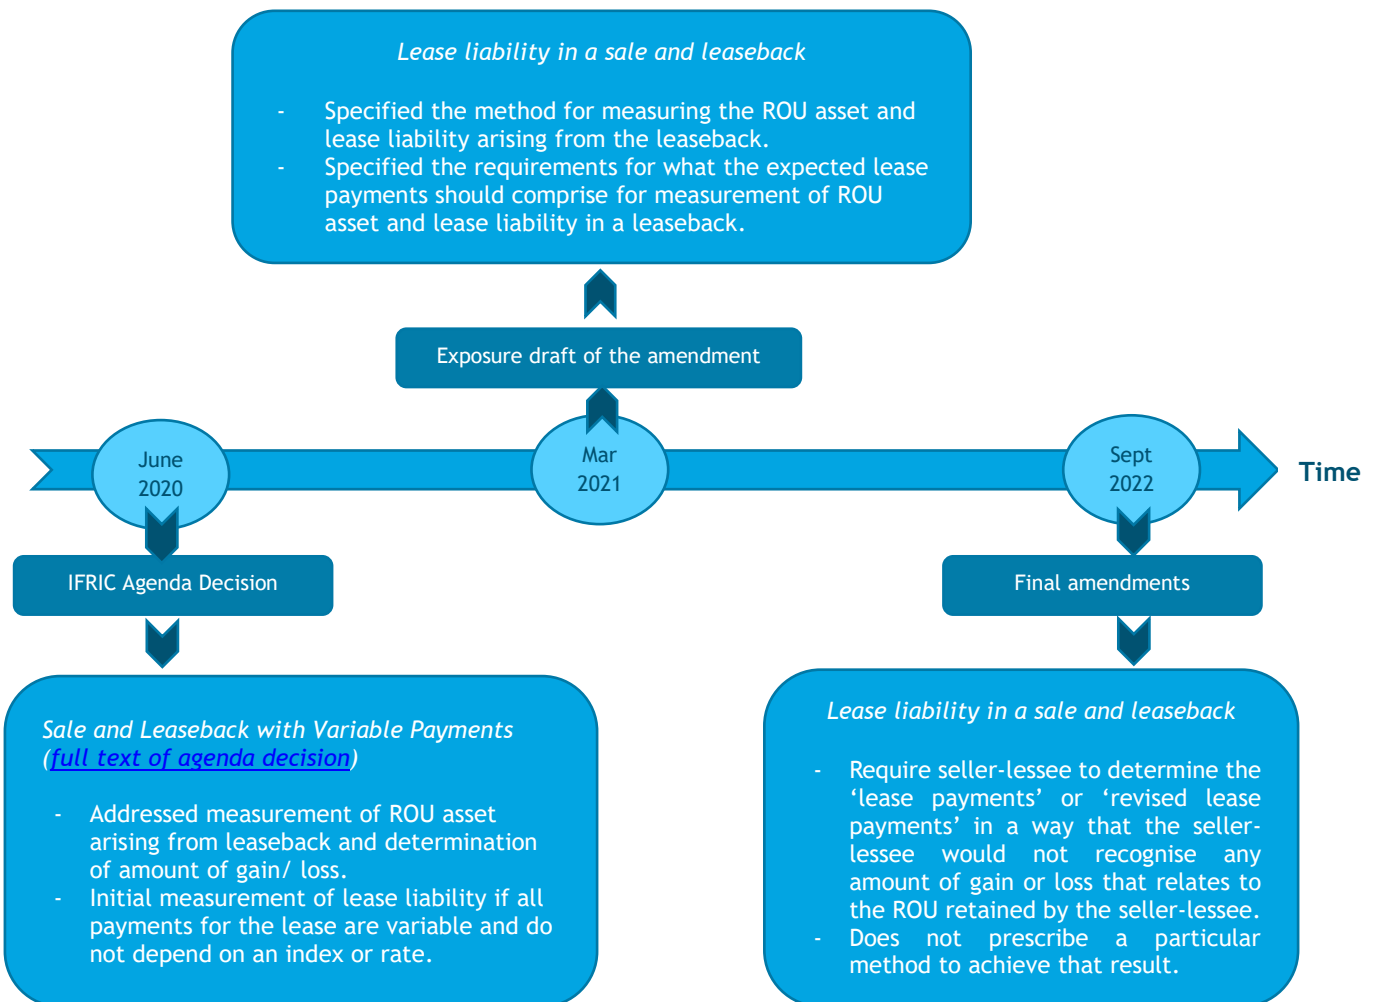 Lease liability in a sale and leaseback
- Specified the method for measuring the ROU asset and
lease liability arising from the leaseback.
- Specified the requirements for what the expected lease
payments should comprise for measurement of ROU
asset and lease liability in a leaseback.
Exposure draft of the amendment
June
2020
Mar
2021
Sept
2022
Time
IFRIC Agenda Decision
Final amendments
Sale and Leaseback with Variable Payments
(full text of agenda decision)
- Addressed measurement of ROU asset
arising from leaseback and determination
of amount of gain/ loss.
- Initial measurement of lease liability if all
payments for the lease are variable and do
not depend on an index or rate.
Lease liability in a sale and leaseback
- Require seller-lessee to determine the
‘lease payments’ or ‘revised lease
payments’ in a way that the seller-
lessee would not recognise any
amount of gain or loss that relates to
the ROU retained by the seller-lessee.
- Does not prescribe a particular
method to achieve that result.